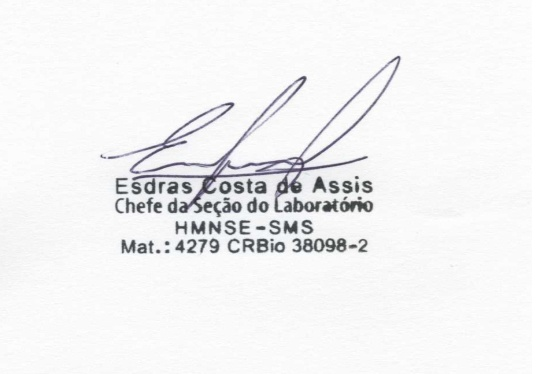 Esdras Costa de Assis
Chefe da Seção do Laboratório
HMNSE-SMS
Mat.: 4279 CRBio 38098-2